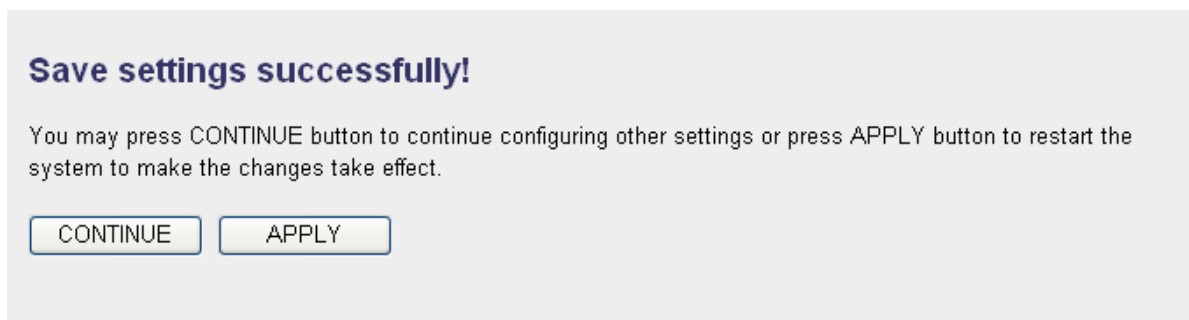 Save settings successfully!
You may press CONTINUE button to continue configuring other settings or press APPLY button to restart the
system to make the changes take effect.
CONTINUE APPLY